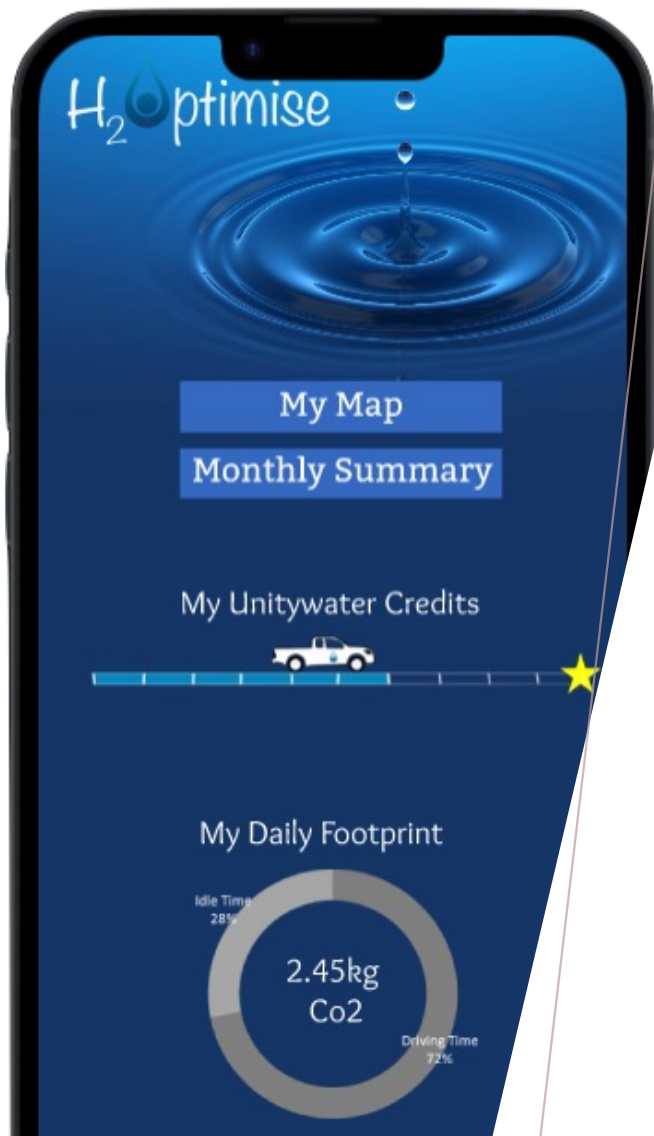 H2Optimise
My Map
Monthly Summary
My Unitywater Credits
My Daily Footprint
Idle Time
28%
2.45kg
Co2
Driving Time
72%